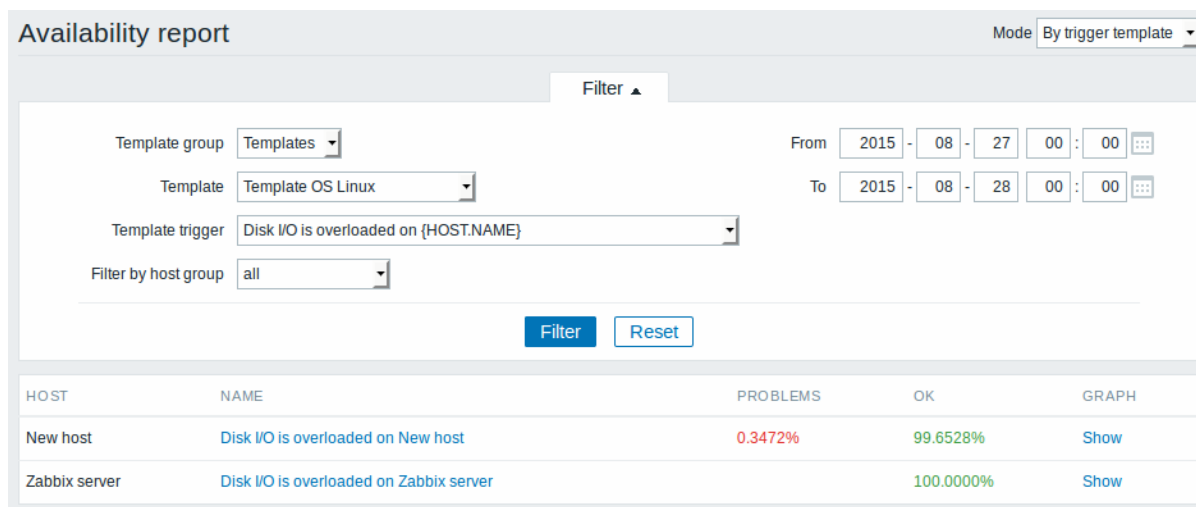 Availability report Mode By trigger template
Filter
Template group Templates From 2015 - 08 - 27 00 : 00
Template Template OS Linux To 2015 - 08 - 28 00 : 00
Template trigger Disk I/O is overloaded on {HOST.NAME}
Filter by host group all
Filter Reset
HOST NAME PROBLEMS OK GRAPH
New host Disk I/O is overloaded on New host 0.3472% 99.6528% Show
Zabbix server Disk I/O is overloaded on Zabbix server 100.0000% Show